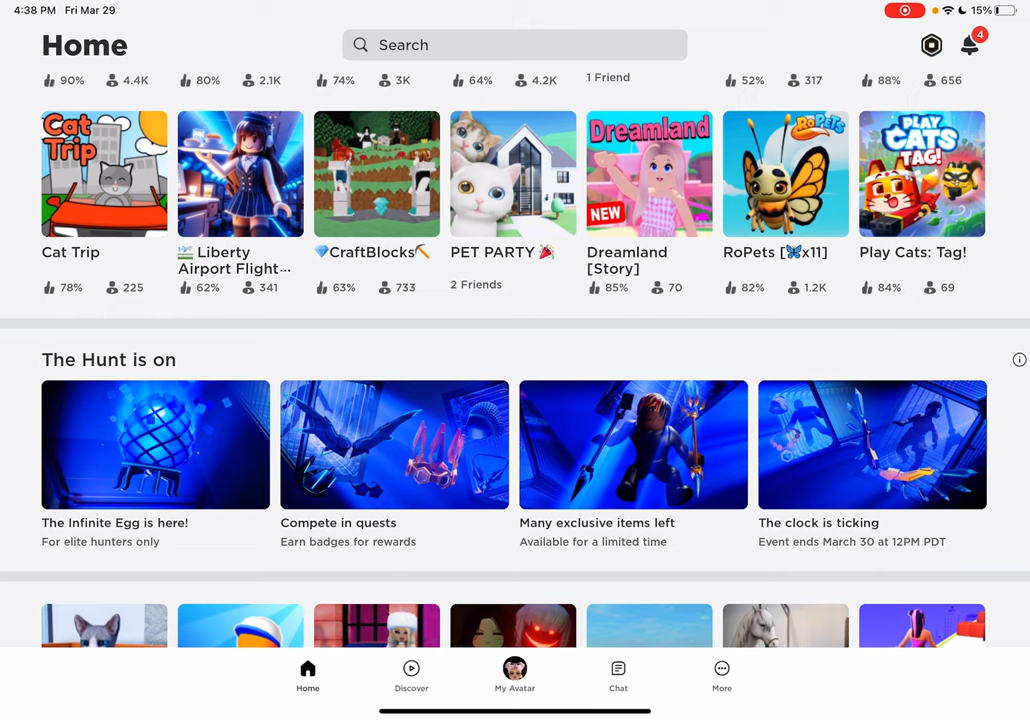 4:38 PM Fri Mar 29
15%
Home
Search
4
90% 4.4K 80% 2.1K 74% 3K 64% 4.2K 1 Friend 52% 317 88% 656
Cat Trip
Dreamland
NEW
RoPets
PLAY CATS TAG!
Cat Trip
78% 225
Liberty
Airport Flight...
62% 341
💎CraftBlocks⛏️
63% 733
PET PARTY 🎉
2 Friends
Dreamland
[Story]
85% 70
RoPets [🦋x11]
82% 1.2K
Play Cats: Tag!
84% 69
The Hunt is on
The Infinite Egg is here!
For elite hunters only
Compete in quests
Earn badges for rewards
Many exclusive items left
Available for a limited time
The clock is ticking
Event ends March 30 at 12PM PDT
Home
Discover
My Avatar
Chat
More